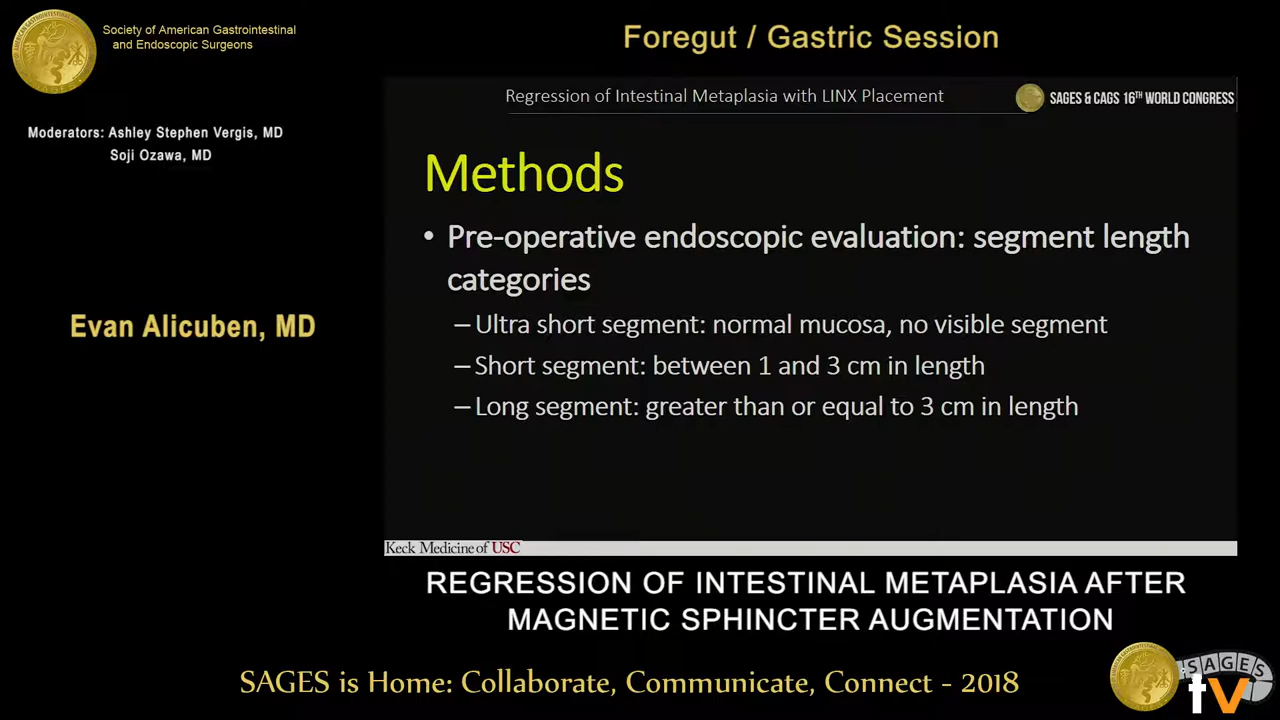 Society of American Gastrointestinal
and Endoscopic Surgeons
Foregut / Gastric Session
Moderators: Ashley Stephen Vergis, MD
Soji Ozawa, MD
Evan Alicuben, MD
Regression of Intestinal Metaplasia with LINX Placement
SAGES & CAGS 16TH WORLD CONGRESS
Methods
• Pre-operative endoscopic evaluation: segment length
categories
– Ultra short segment: normal mucosa, no visible segment
– Short segment: between 1 and 3 cm in length
– Long segment: greater than or equal to 3 cm in length
Keck Medicine of USC
REGRESSION OF INTESTINAL METAPLASIA AFTER
MAGNETIC SPHINCTER AUGMENTATION
SAGES is Home: Collaborate, Communicate, Connect - 2018
SAGES
tv